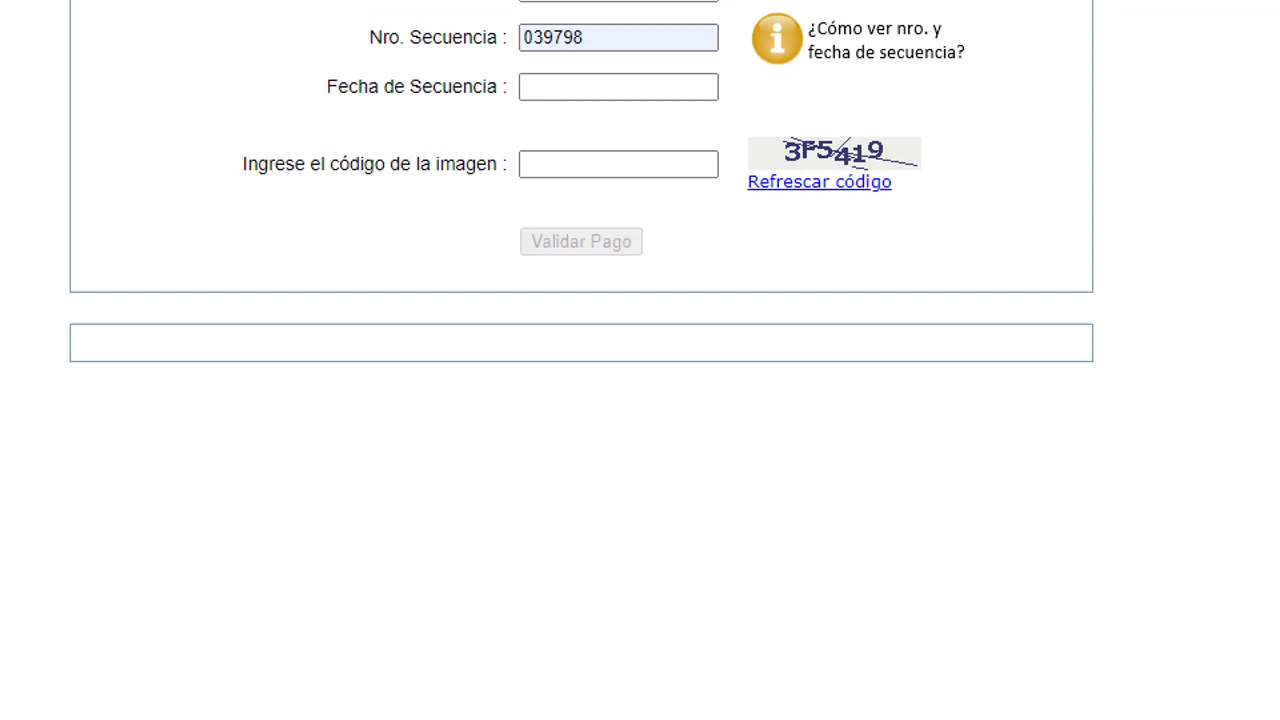 Nro. Secuencia :
039798
¿Cómo ver nro. y
fecha de secuencia?
Fecha de Secuencia :
Ingrese el código de la imagen :
3F5419
Refrescar código
Validar Pago